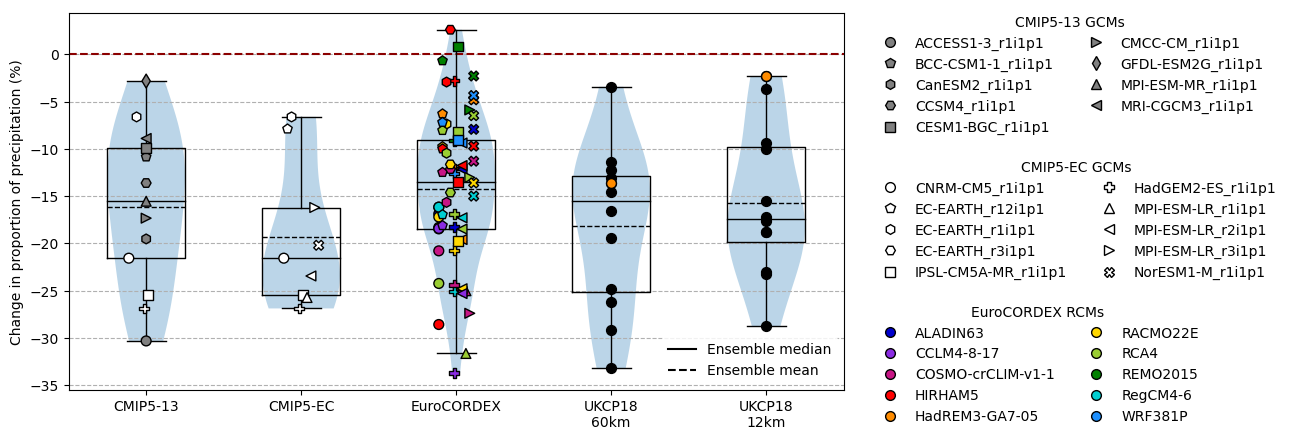 Change in proportion of precipitation (%)
0
−5
−10
−15
−20
−25
−30
−35
CMIP5-13
CMIP5-EC
EuroCORDEX
UKCP18
60km
UKCP18
12km
Ensemble median
Ensemble mean
CMIP5-13 GCMs
ACCESS1-3_r1i1p1
BCC-CSM1-1_r1i1p1
CanESM2_r1i1p1
CCSM4_r1i1p1
CESM1-BGC_r1i1p1
CMCC-CM_r1i1p1
GFDL-ESM2G_r1i1p1
MPI-ESM-MR_r1i1p1
MRI-CGCM3_r1i1p1
CMIP5-EC GCMs
CNRM-CM5_r1i1p1
EC-EARTH_r12i1p1
EC-EARTH_r1i1p1
EC-EARTH_r3i1p1
IPSL-CM5A-MR_r1i1p1
HadGEM2-ES_r1i1p1
MPI-ESM-LR_r1i1p1
MPI-ESM-LR_r2i1p1
MPI-ESM-LR_r3i1p1
NorESM1-M_r1i1p1
EuroCORDEX RCMs
ALADIN63
CCLM4-8-17
COSMO-crCLIM-v1-1
HIRHAM5
HadREM3-GA7-05
RACMO22E
RCA4
REMO2015
RegCM4-6
WRF381P